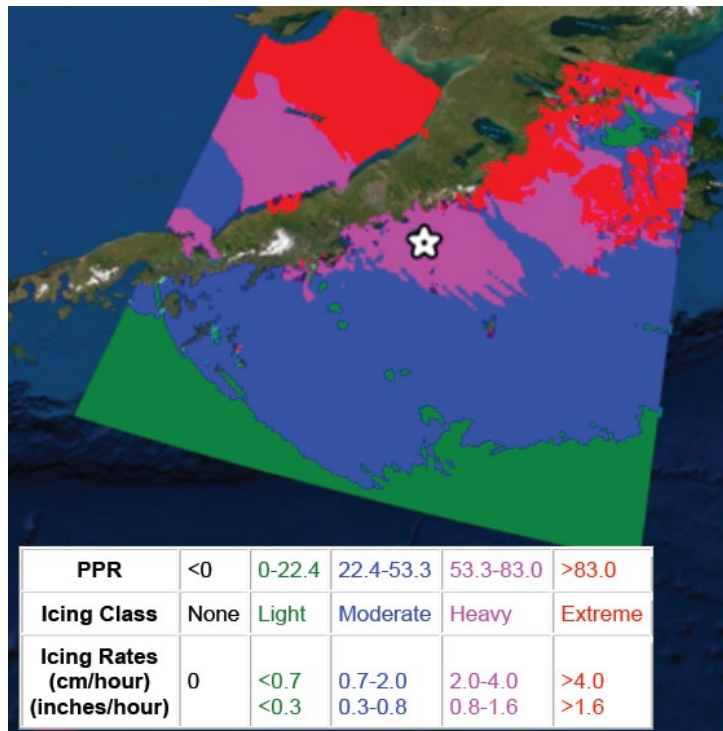 PPR <0 0-22.4 22.4-53.3 53.3-83.0 >83.0
Icing Class None Light Moderate Heavy Extreme
Icing Rates
(cm/hour) 0 <0.7 0.7-2.0 2.0-4.0 >4.0
(inches/hour) <0.3 0.3-0.8 0.8-1.6 >1.6